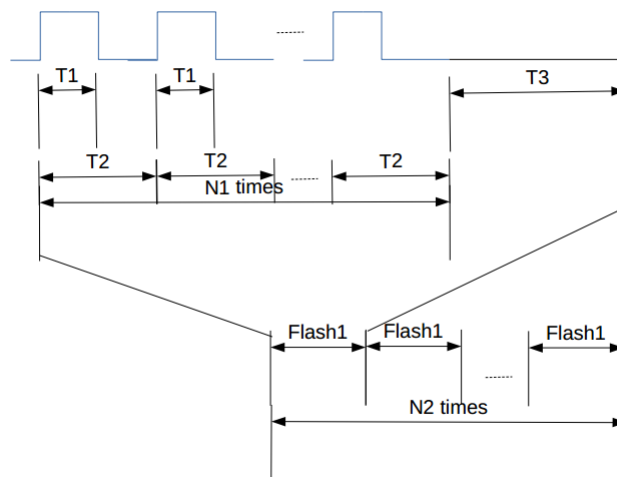 T1 T1 T3
T2 T2 T2
N1 times
Flash1 Flash1 Flash1
N2 times